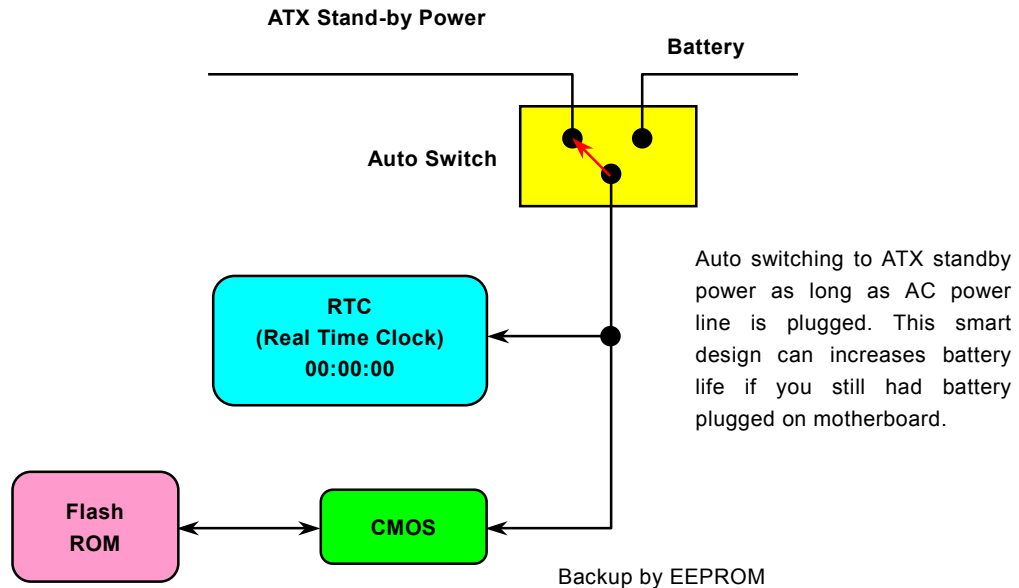 ATX Stand-by Power
Battery
Auto Switch
Auto switching to ATX standby
power as long as AC power
line is plugged. This smart
design can increases battery
life if you still had battery
plugged on motherboard.
RTC
(Real Time Clock)
00:00:00
Flash
ROM
CMOS
Backup by EEPROM